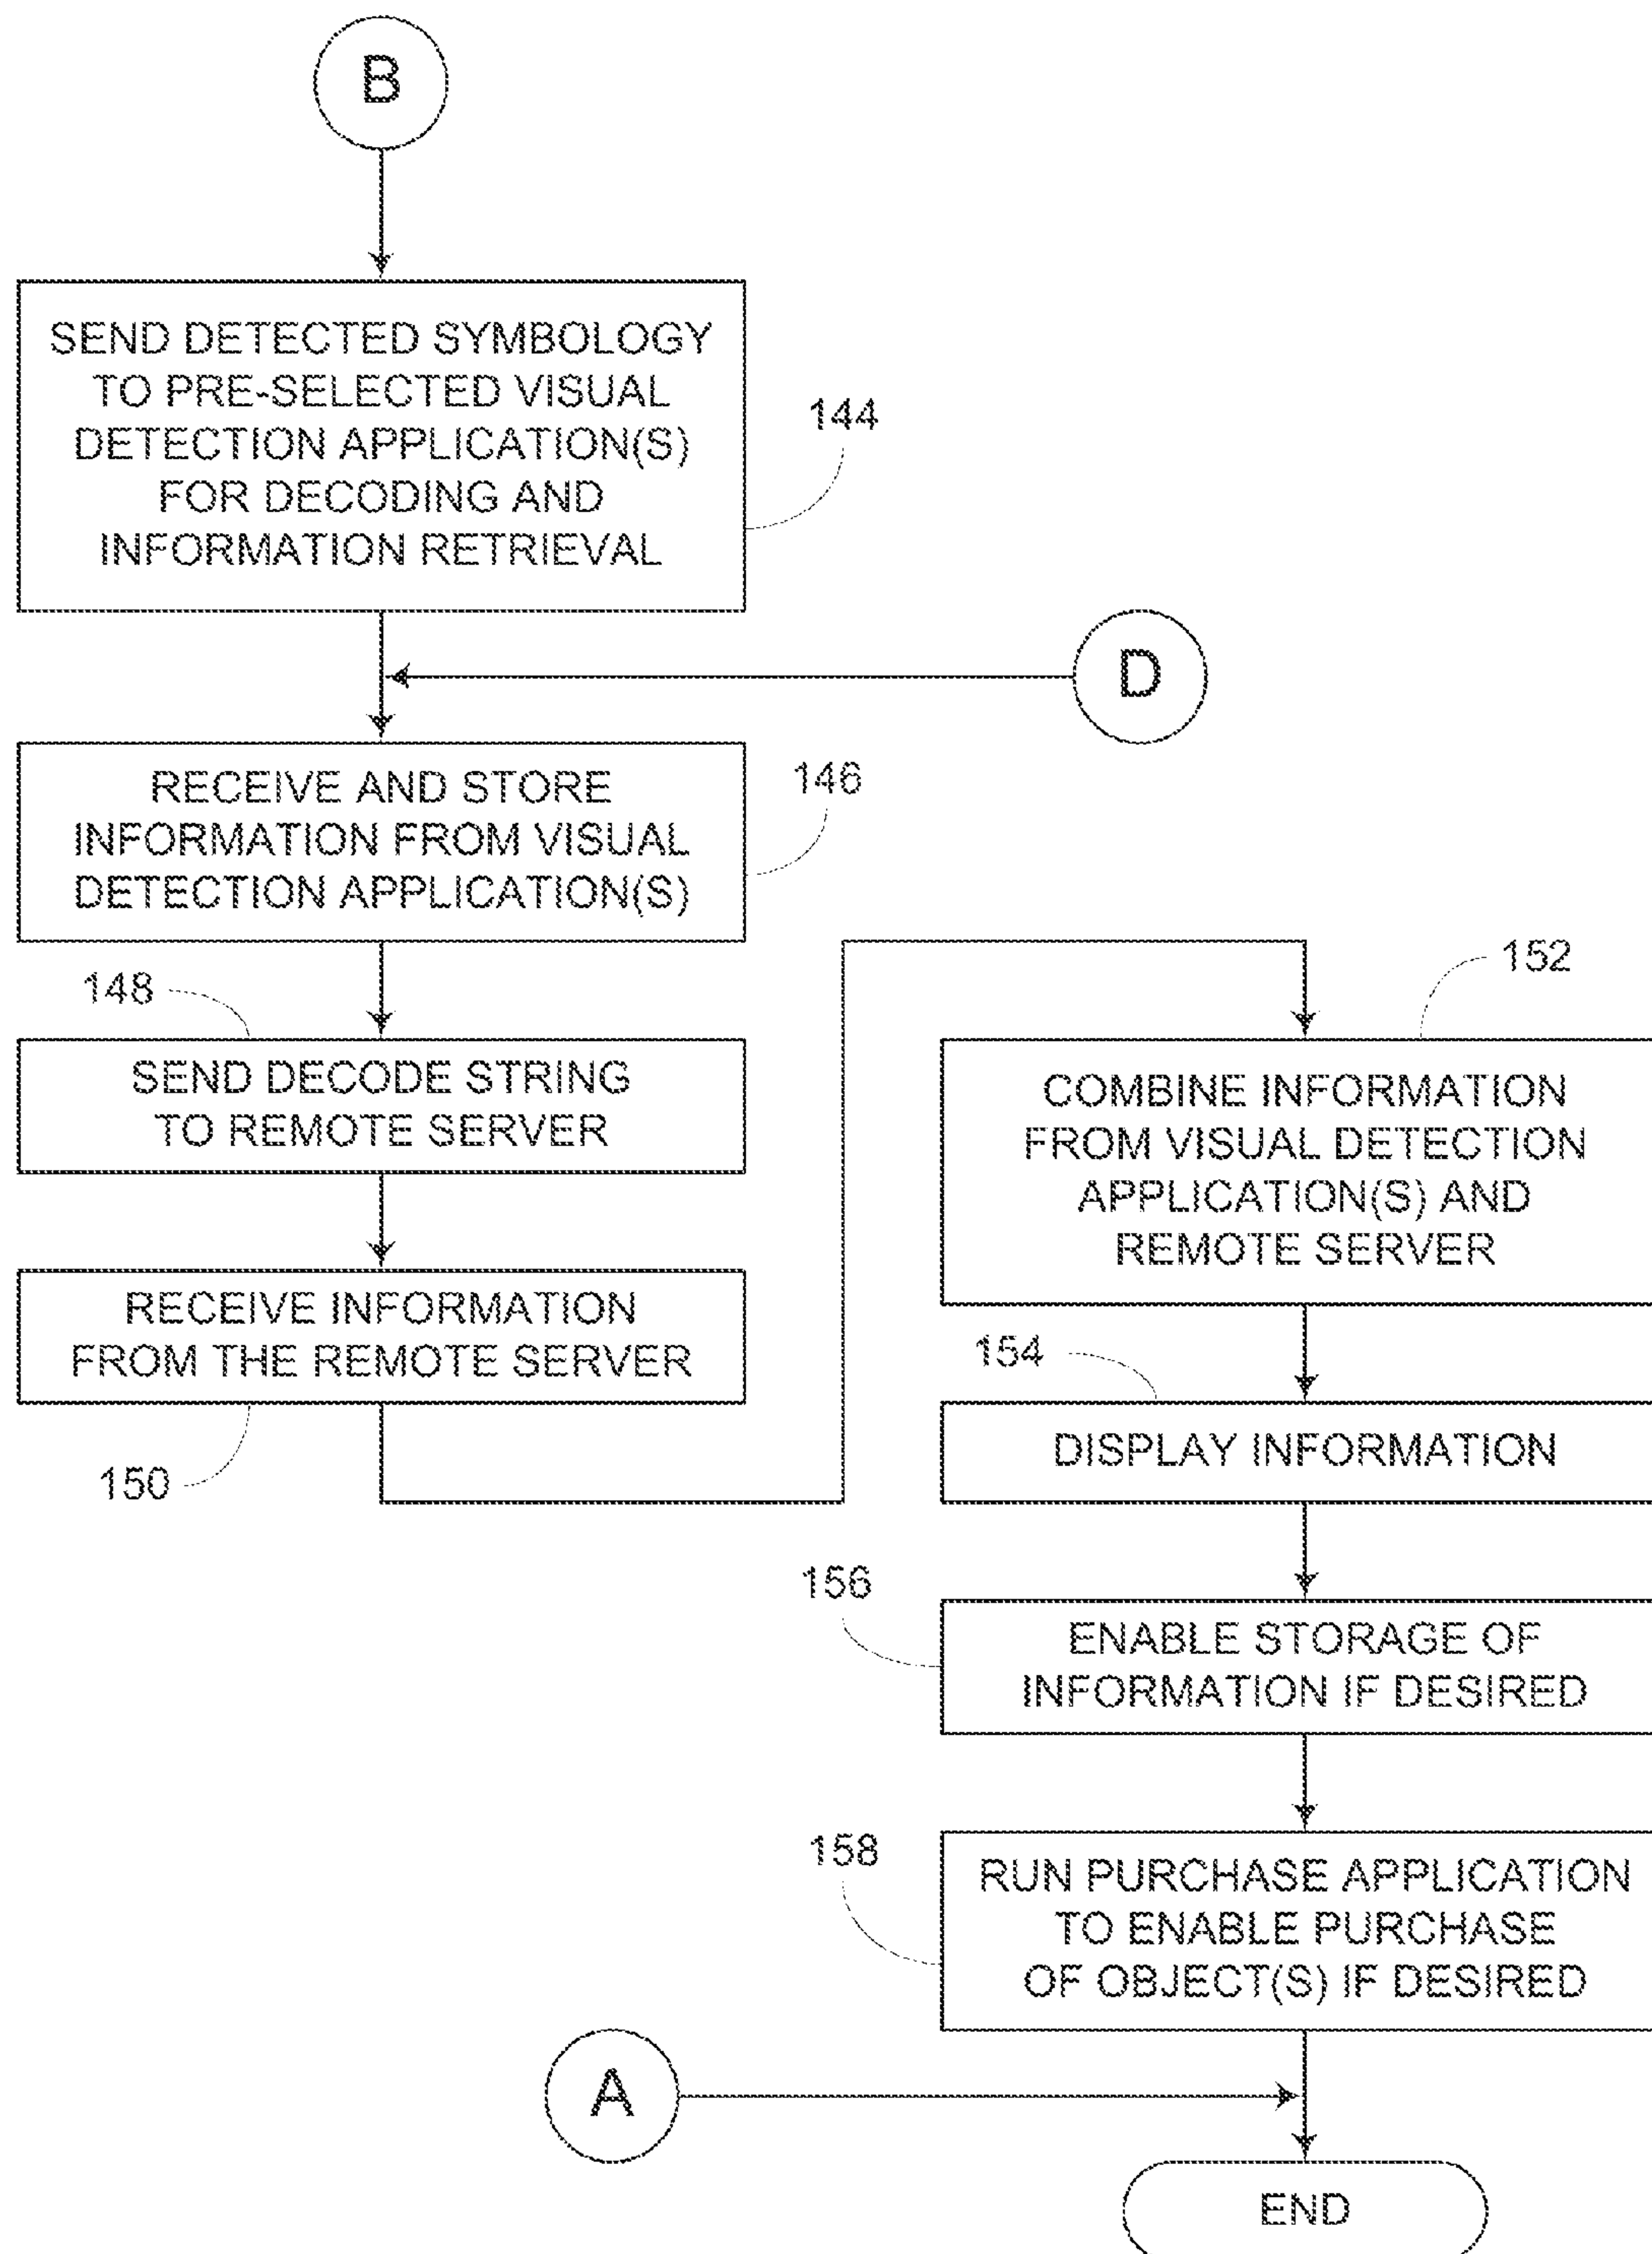 B
SEND DETECTED SYMBOLOGY
TO PRE-SELECTED VISUAL
DETECTION APPLICATION(S)
FOR DECODING AND
INFORMATION RETRIEVAL
144
D
RECEIVE AND STORE
INFORMATION FROM VISUAL
DETECTION APPLICATION(S)
146
148
SEND DECODE STRING
TO REMOTE SERVER
RECEIVE INFORMATION
FROM THE REMOTE SERVER
150
152
COMBINE INFORMATION
FROM VISUAL DETECTION
APPLICATION(S) AND
REMOTE SERVER
154
DISPLAY INFORMATION
156
ENABLE STORAGE OF
INFORMATION IF DESIRED
158
RUN PURCHASE APPLICATION
TO ENABLE PURCHASE
OF OBJECT(S) IF DESIRED
A
END